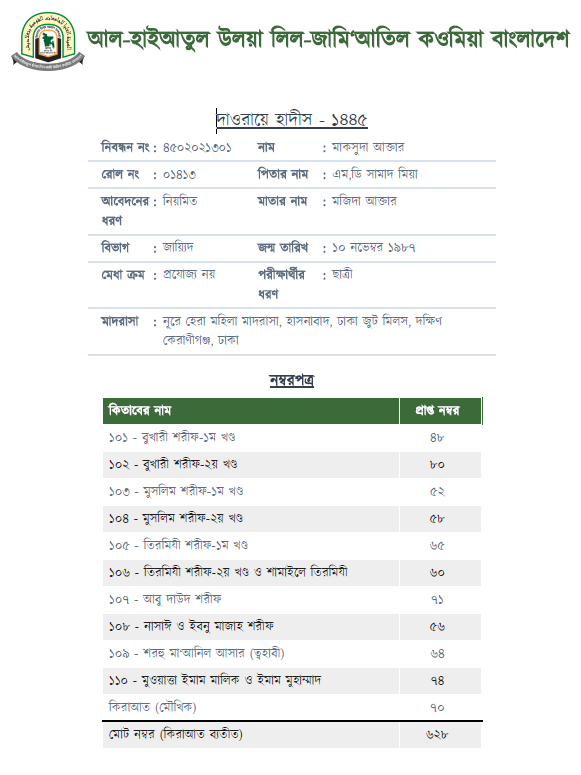 আল-হাইআতুল উলয়া লিল-জামি‘আতিল কওমিয়া বাংলাদেশ
দাওরায়ে হাদীস - ১৪৪৫
নিবন্ধন নং : ৪৫০২০২১৩০১ নাম : মাকসুদা আক্তার
রোল নং : ০১৪১৩ পিতার নাম : এম,ডি সামাদ মিয়া
আবেদনের : নিয়মিত মাতার নাম : মজিদা আক্তার
ধরণ
বিভাগ : জায়্যিদ জন্ম তারিখ : ১০ নভেম্বর ১৯৮৭
মেধা ক্রম : প্রযোজ্য নয় পরীক্ষার্থীর : ছাত্রী
ধরণ
মাদরাসা : নূরে হেরা মহিলা মাদরাসা, হাসনাবাদ, ঢাকা জুট মিলস, দক্ষিণ
কেরাণীগঞ্জ, ঢাকা
নম্বরপত্র
কিতাবের নাম প্রাপ্ত নম্বর
১০১ - বুখারী শরীফ-১ম খণ্ড ৪৮
১০২ - বুখারী শরীফ-২য় খণ্ড ৮০
১০৩ - মুসলিম শরীফ-১ম খণ্ড ৫২
১০৪ - মুসলিম শরীফ-২য় খণ্ড ৫৮
১০৫ - তিরমিযী শরীফ-১ম খণ্ড ৬৫
১০৬ - তিরমিযী শরীফ-২য় খণ্ড ও শামাইলে তিরমিযী ৬০
১০৭ - আবু দাউদ শরীফ ৭১
১০৮ - নাসাঈ ও ইবনু মাজাহ শরীফ ৫৬
১০৯ - শরহু মা‘আনিল আসার (ত্বহাবী) ৬৪
১১০ - মুওয়াত্তা ইমাম মালিক ও ইমাম মুহাম্মাদ ৭৪
কিরাআত (মৌখিক) ৭০
মোট নম্বর (কিরাআত ব্যতীত) ৬২৮